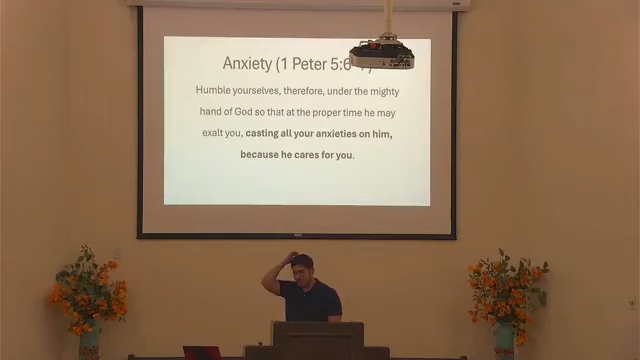 Anxiety (1 Peter 5:6-7)
Humble yourselves, therefore, under the mighty
hand of God so that at the proper time he may
exalt you, casting all your anxieties on him,
because he cares for you.